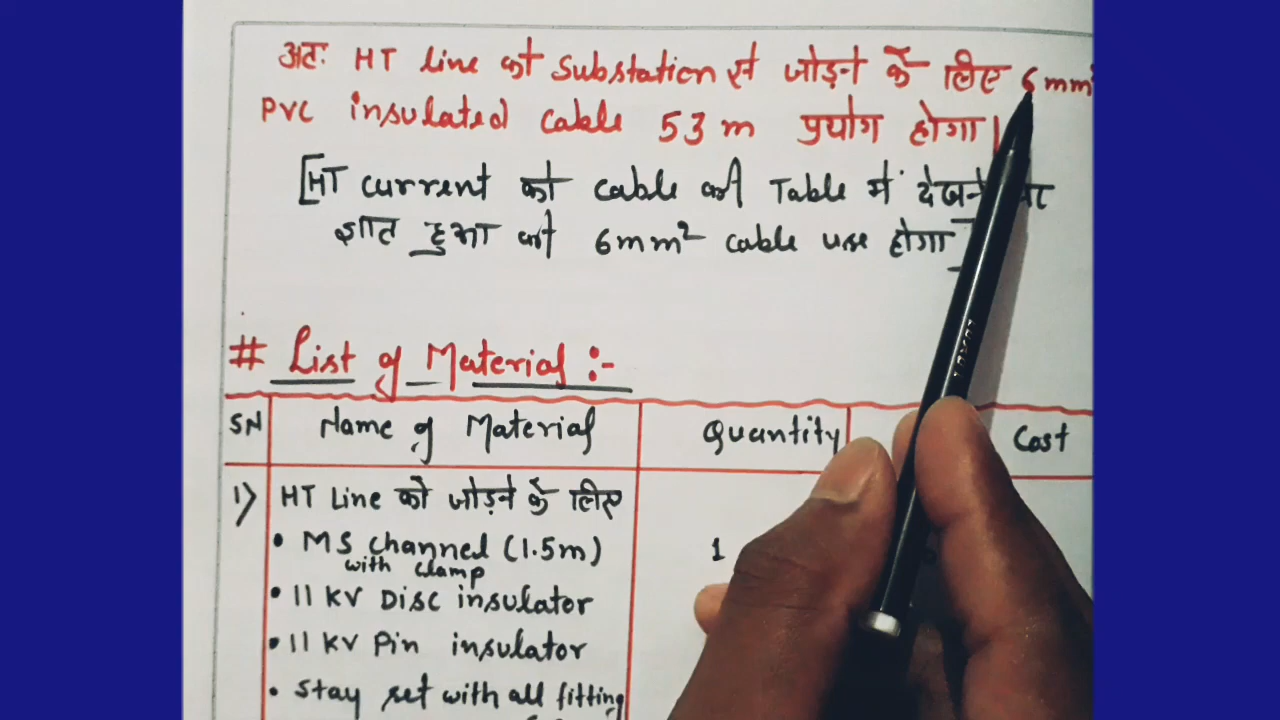 अतः HT line को substation से जोड़ने के लिए 6mm²
PVC insulated cable 53 m प्रयोग होगा।
[HT current को cable की Table में देखने पर
ज्ञात हुआ की 6mm² cable use होगा]
# List of Material :-
SN Name of Material Quantity Cost
1) HT Line को जोड़ने के लिए
• MS Channel (1.5m) 1
with clamp
• 11 KV Disc insulator
• 11 KV Pin insulator
• Stay set with all fitting